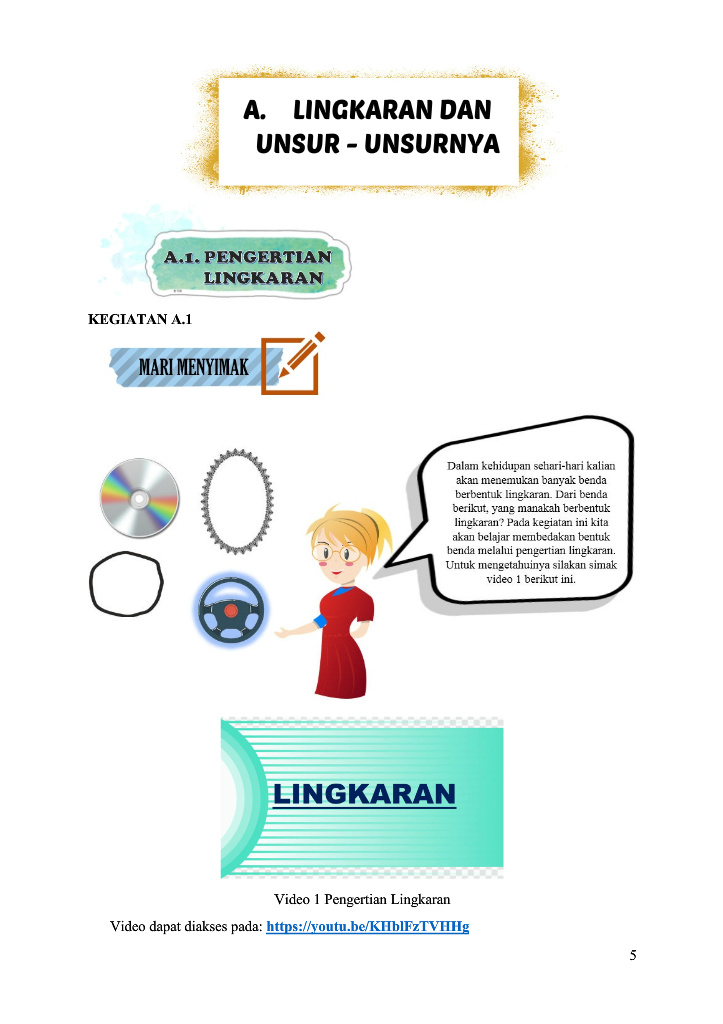 A. LINGKARAN DAN
UNSUR - UNSURNYA
A.1. PENGERTIAN
LINGKARAN
KEGIATAN A.1
MARI MENYIMAK
Dalam kehidupan sehari-hari kalian
akan menemukan banyak benda
berbentuk lingkaran. Dari benda
berikut, yang manakah berbentuk
lingkaran? Pada kegiatan ini kita
akan belajar membedakan bentuk
benda melalui pengertian lingkaran.
Untuk mengetahuinya silakan simak
video 1 berikut ini.
LINGKARAN
Video 1 Pengertian Lingkaran
Video dapat diakses pada: https://youtu.be/KHblFzTVHHg
5